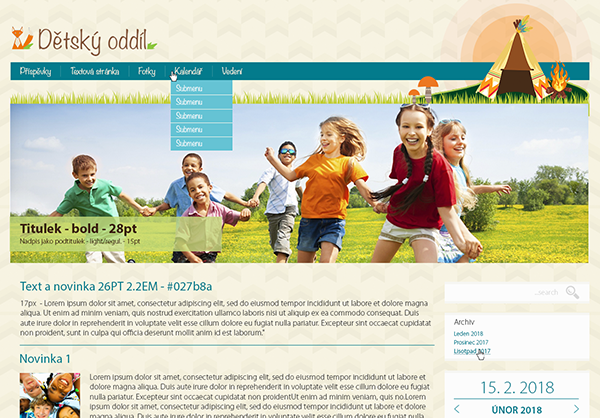 Dětský oddíl
Příspěvky
Textová stránka
Fotky
Kalendář
Vedení
Submenu
Submenu
Submenu
Submenu
Submenu
Titulek - bold - 28pt
Nadpis jako podtitulek - light/regul. - 15pt
Text a novinka 26PT 2.2EM - #027b8a
17px - Lorem ipsum dolor sit amet, consectetur adipiscing elit, sed do eiusmod tempor incididunt ut labore et dolore magna
aliqua. Ut enim ad minim veniam, quis nostrud exercitation ullamco laboris nisi ut aliquip ex ea commodo consequat. Duis
aute irure dolor in reprehenderit in voluptate velit esse cillum dolore eu fugiat nulla pariatur. Excepteur sint occaecat cupidatat
non proident, sunt in culpa qui officia deserunt mollit anim id est laborum."
Novinka 1
Lorem ipsum dolor sit amet, consectetur adipiscing elit, sed do eiusmod tempor incididunt ut labore et dolore
magna aliqua. Duis aute irure dolor in reprehenderit in voluptate velit esse cillum dolore eu fugiat nulla pariatur.
Excepteur sint occaecat cupidatat non proidentUt enim ad minim veniam, quis no.Lorem
ipsum dolor sit amet, consectetur adipiscing elit, sed do eiusmod tempor incididunt ut labore et dolore
magna aliqua. Duis aute irure dolor in reprehenderit in voluptate velit esse cillum dolore eu fugiat nulla
...search
Archiv
Leden 2018
Prosinec 2017
Listopad 2017
15. 2. 2018
ÚNOR 2018